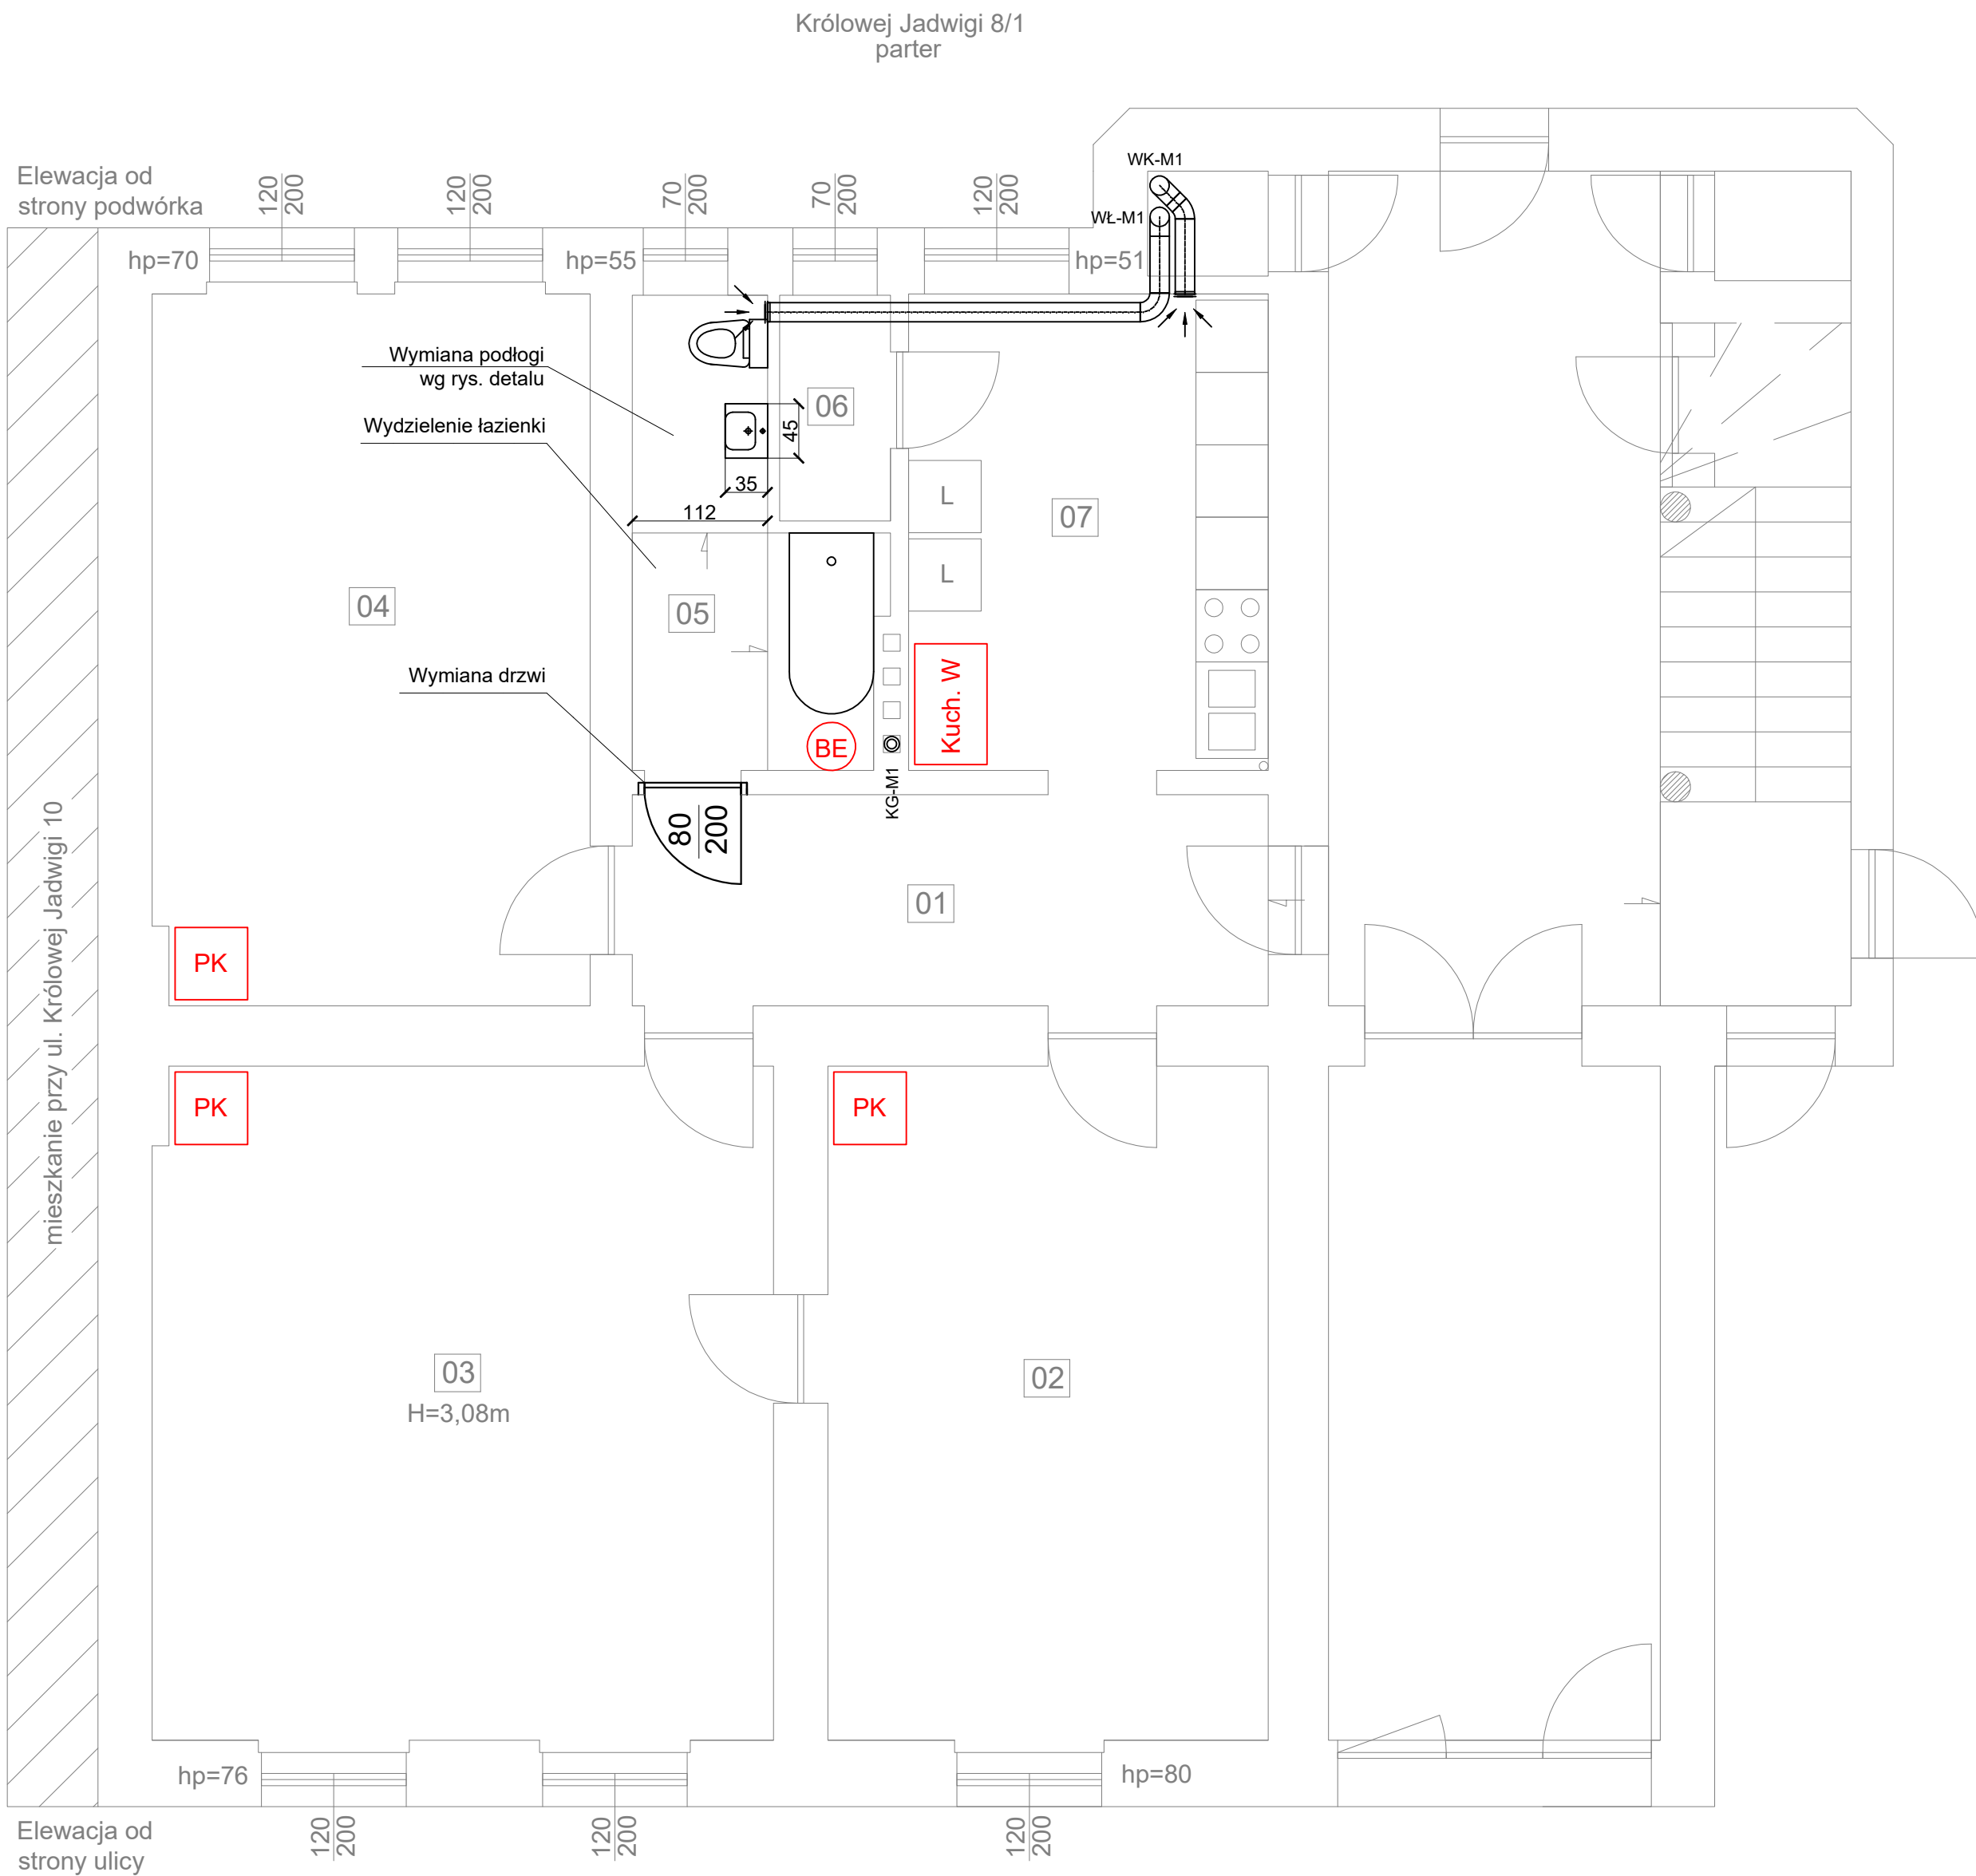 Królowej Jadwigi 8/1
parter
Elewacja od
strony podwórka
120
200
120
200
70
200
70
200
120
200
WK-M1
WŁ-M1
hp=70
hp=55
hp=51
Wymiana podłogi
wg rys. detalu
Wydzielenie łazienki
06
45
35
112
L
07
L
04
05
Wymiana drzwi
Kuch. W
BE
KG-M1
80
200
mieszkanie przy ul. Królowej Jadwigi 10
01
PK
PK
PK
03
H=3,08m
02
hp=76
hp=80
120
200
120
200
120
200
Elewacja od
strony ulicy